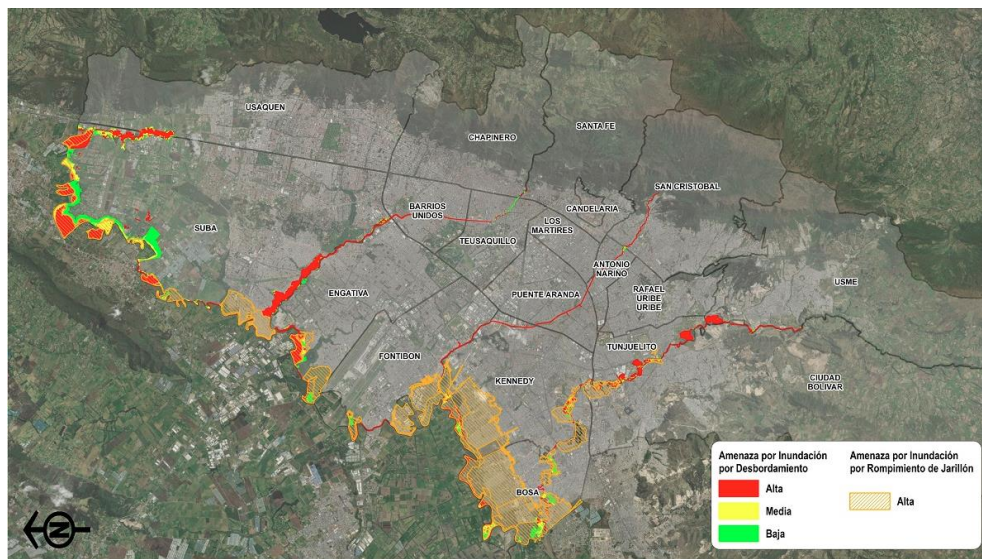 USAQUEN
CHAPINERO
SANTA FE
SAN CRISTOBAL
BARRIOS
UNIDOS
CANDELARIA
LOS
MARTIRES
SUBA
TEUSAQUILLO
ANTONIO
NARIÑO
ENGATIVA
PUENTE ARANDA
RAFAEL
URIBE
URIBE
USME
FONTIBON
TUNJUELITO
KENNEDY
CIUDAD
BOLIVAR
BOSA
Amenaza por Inundación
por Desbordamiento
Alta
Media
Baja
Amenaza por Inundación
por Rompimiento de Jarillón
Alta
N